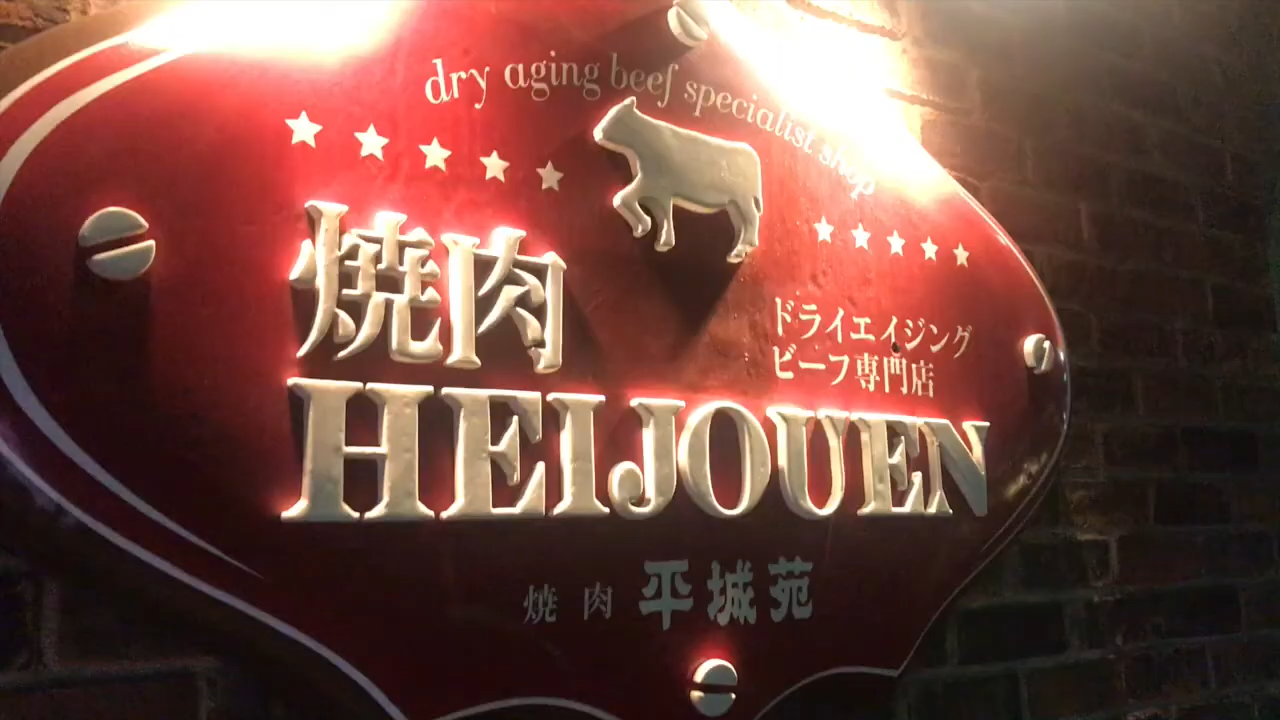 dry aging beef specialist shop
焼肉
ドライエイジング
ビーフ専門店
HEIJOUEN
焼肉 平城苑